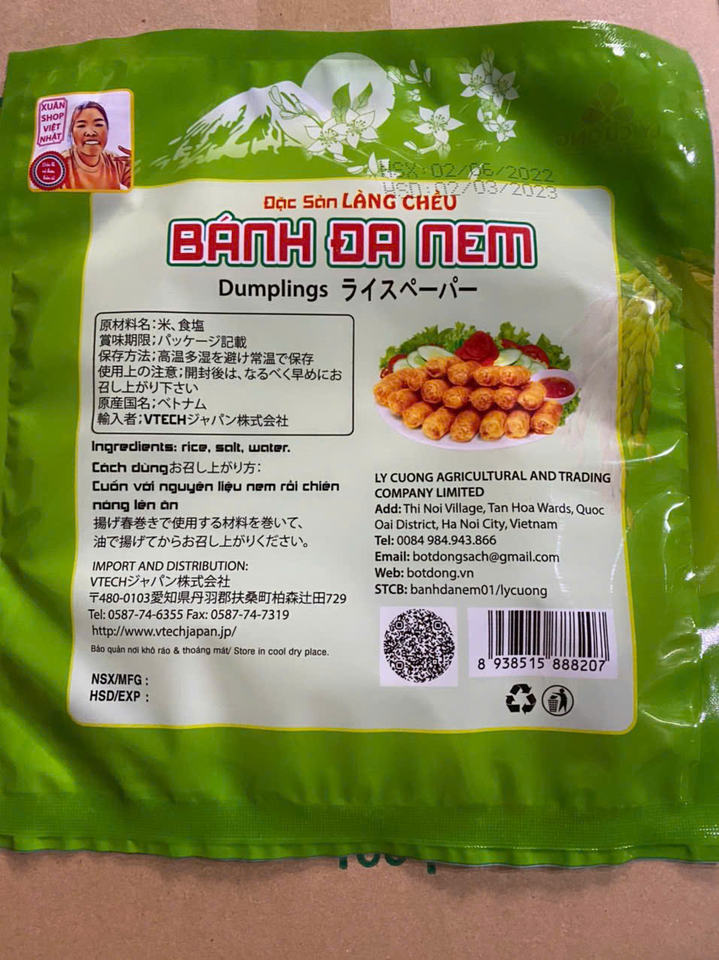 XUÂN
SHOP
VIỆT
NHẬT
NSX:02/06/2022
HSD:02/03/2023
Đặc Sản LÀNG CHÈU
BÁNH ĐA NEM
Dumplings ライスペーパー
原材料名;米、食塩
賞味期限;パッケージ記載
保存方法;高温多湿を避け常温で保存
使用上の注意;開封後は、なるべく早めにお
召し上がり下さい
原産国名;ベトナム
輸入者;VTECHジャパン株式会社
Ingredients: rice, salt, water.
Cách dùngお召し上がり方:
Cuốn với nguyên liệu nem rồi chiên
nóng lên ăn
揚げ春巻きで使用する材料を巻いて、
油で揚げてからお召し上がりください。
IMPORT AND DISTRIBUTION:
VTECHジャパン株式会社
〒480-0103愛知県丹羽郡扶桑町柏森辻田729
Tel: 0587-74-6355 Fax: 0587-74-7319
http://www.vtechjapan.jp/
Bảo quản nơi khô ráo & thoáng mát/ Store in cool dry place.
NSX/MFG :
HSD/EXP :
LY CUONG AGRICULTURAL AND TRADING
COMPANY LIMITED
Add: Thi Noi Village, Tan Hoa Wards, Quoc
Oai District, Ha Noi City, Vietnam
Tel: 0084 984.943.866
Email: botdongsach@gmail.com
Web: botdong.vn
STCB: banhdanem01/lycuong
8 938515 888207